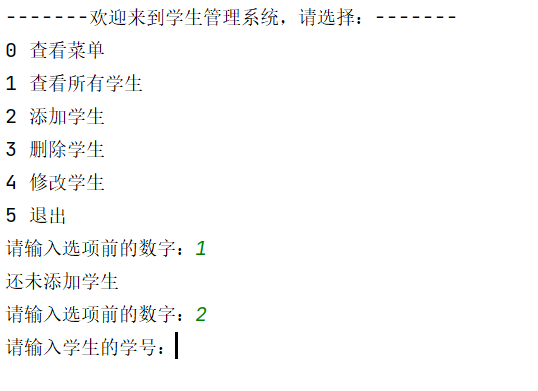 -------欢迎来到学生管理系统，请选择：-------
0 查看菜单
1 查看所有学生
2 添加学生
3 删除学生
4 修改学生
5 退出
请输入选项前的数字：1
还未添加学生
请输入选项前的数字：2
请输入学生的学号：